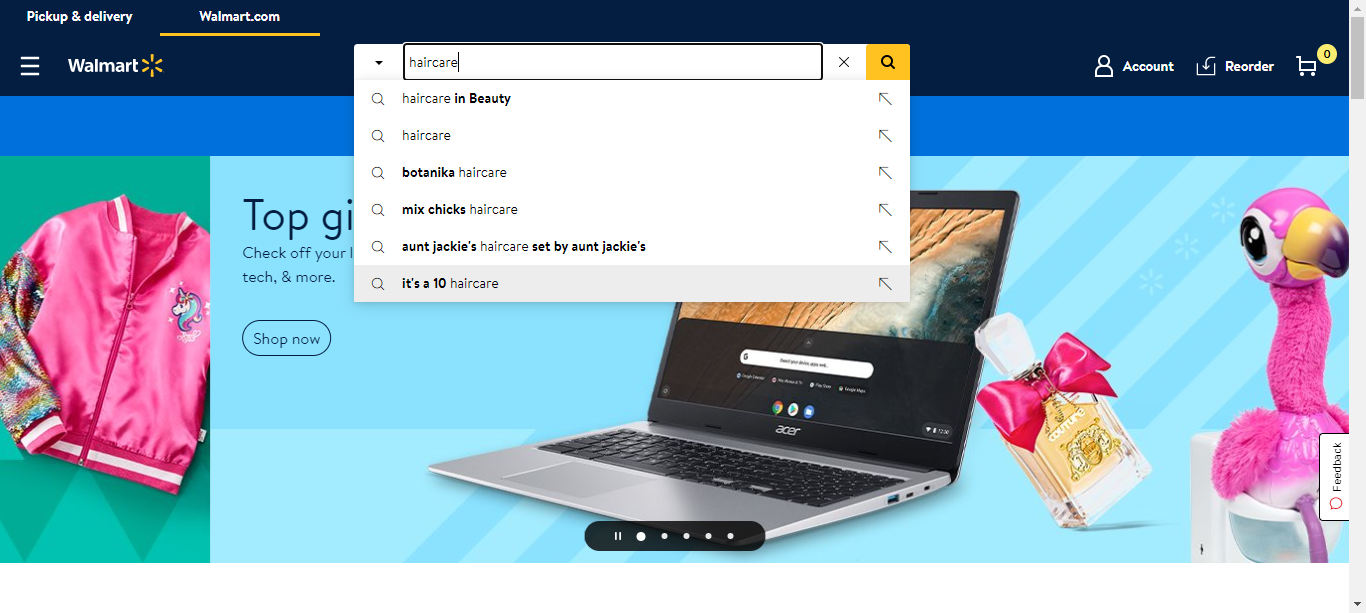 Pickup & delivery
Walmart.com
Walmart
haircare
Account
Reorder
0
haircare in Beauty
haircare
botanika haircare
mix chicks haircare
aunt jackie's haircare set by aunt jackie's
it's a 10 haircare
Top gi
Check off your l
tech, & more.
Shop now
acer
COUTURE
Feedback